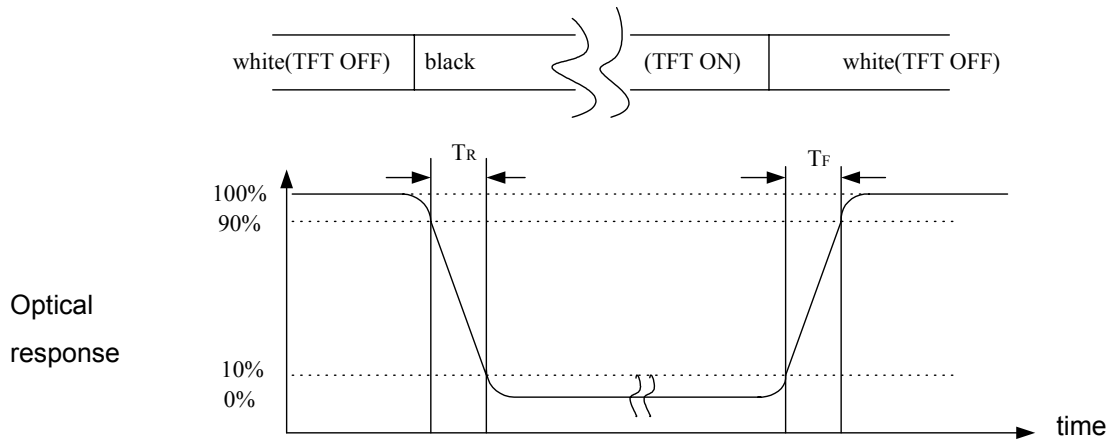 white(TFT OFF) black (TFT ON) white(TFT OFF)
TR TF
100%
90%
Optical
response
10%
0%
time